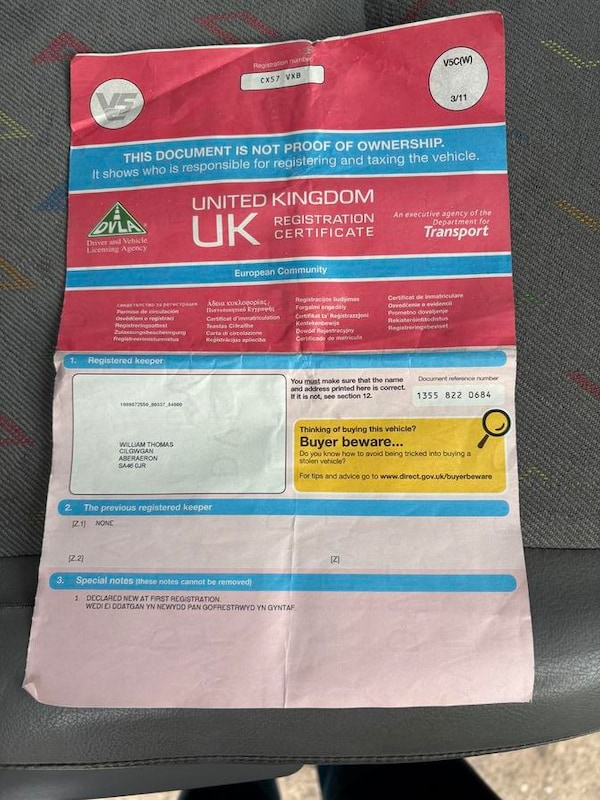 Registration number
CX57 VXB
V5C
V5C(W)
3/11
THIS DOCUMENT IS NOT PROOF OF OWNERSHIP.
It shows who is responsible for registering and taxing the vehicle.
DVLA
Driver and Vehicle
Licensing Agency
UNITED KINGDOM
UK REGISTRATION
CERTIFICATE
An executive agency of the
Department for
Transport
European Community
Permiso de circulación
Osvědčení o registraci
Registreringsattest
Zulassungsbescheinigung
Registreerimistunnistus
Άδεια κυκλοφορίας
Πιστοποιητικό Εγγραφής
Certificat d'immatriculation
Teastas Cláraithe
Carta di circolazione
Reģistrācijas apliecība
Registracijos liudijimas
Forgalmi engedély
Ċertifikat ta' Reġistrazzjoni
Kentekenbewijs
Dowód Rejestracyjny
Certificado de matrícula
Certificat de înmatriculare
Osvedčenie o evidencii
Prometno dovoljenje
Rekisteröintitodistus
Registreringsbeviset
1. Registered keeper
1355 822 0684
You must make sure that the name
and address printed here is correct.
If it is not, see section 12.
Document reference number
WILLIAM THOMAS
CILGWGAN
ABERAERON
SA46 0JR
Thinking of buying this vehicle?
Buyer beware...
Do you know how to avoid being tricked into buying a
stolen vehicle?
For tips and advice go to www.direct.gov.uk/buyerbeware
2. The previous registered keeper
[Z.1] NONE
[Z.2] [Z]
3. Special notes (these notes cannot be removed)
1. DECLARED NEW AT FIRST REGISTRATION.
WEDI EI DDATGAN YN NEWYDD PAN GOFRESTRWYD YN GYNTAF.